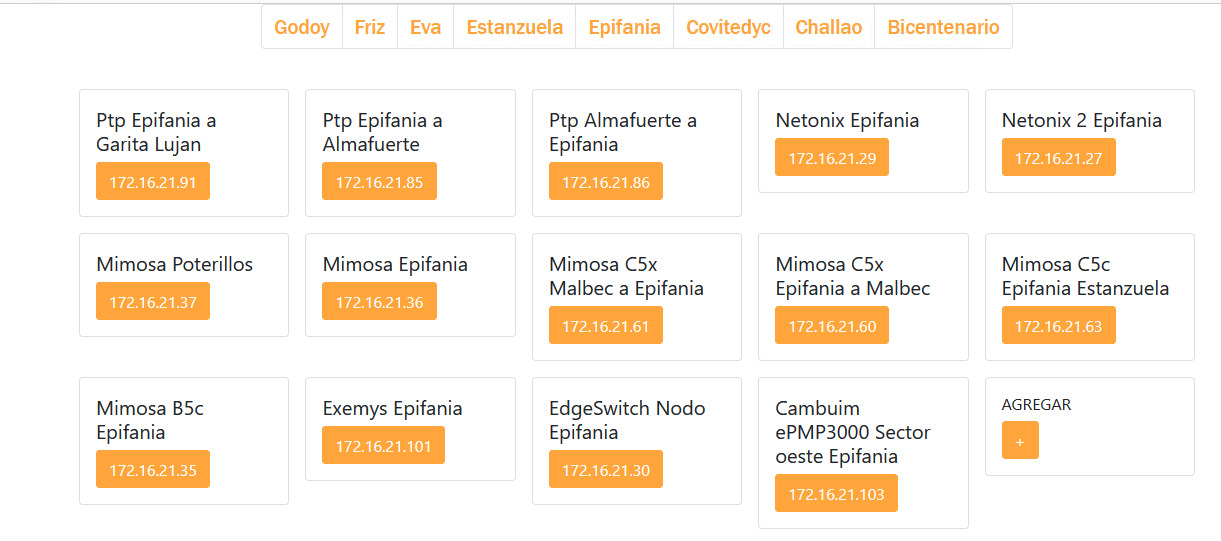 Godoy Friz Eva Estanzuela Epifania Covitedyc Challao Bicentenario
Ptp Epifania a
Garita Lujan
172.16.21.91
Ptp Epifania a
Almafuerte
172.16.21.85
Ptp Almafuerte a
Epifania
172.16.21.86
Netonix Epifania
172.16.21.29
Netonix 2 Epifania
172.16.21.27
Mimosa Poterillos
172.16.21.37
Mimosa Epifania
172.16.21.36
Mimosa C5x
Malbec a Epifania
172.16.21.61
Mimosa C5x
Epifania a Malbec
172.16.21.60
Mimosa C5c
Epifania Estanzuela
172.16.21.63
Mimosa B5c
Epifania
172.16.21.35
Exemys Epifania
172.16.21.101
EdgeSwitch Nodo
Epifania
172.16.21.30
Cambuim
ePMP3000 Sector
oeste Epifania
172.16.21.103
AGREGAR
+